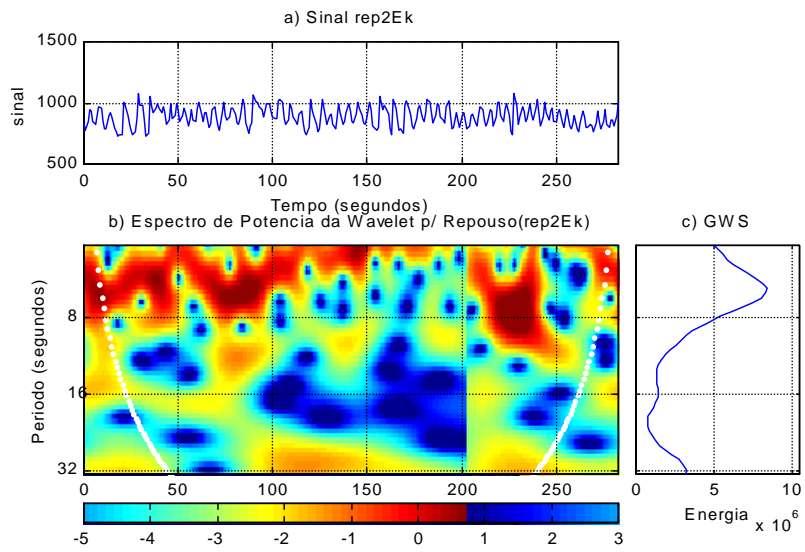 a) Sinal rep2Ek
1500
1000
500
sinal
0 50 100 150 200 250
Tempo (segundos)
b) Espectro de Potencia da Wavelet p/ Repouso(rep2Ek)
c) GWS
Período (segundos)
8
16
32
0 50 100 150 200 250
0 5 10
Energia
x 10^6
-5 -4 -3 -2 -1 0 1 2 3